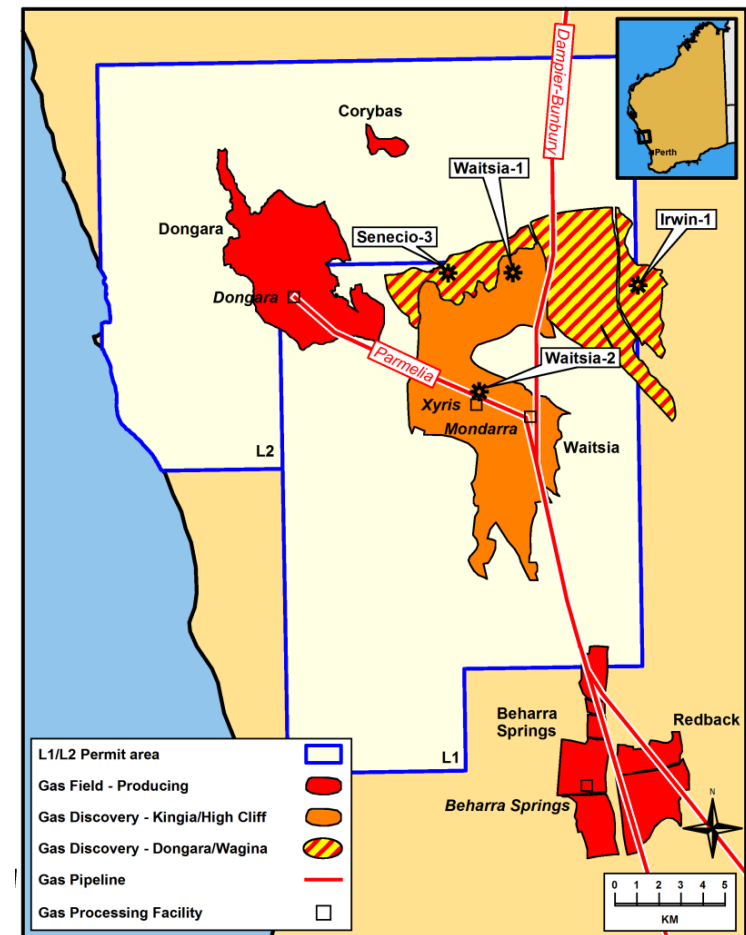 Dampier-Bunbury
Perth
Corybas
Waitsia-1
Dongara
Senecio-3
Irwin-1
Dongara
Parmelia
Waitsia-2
Xyris
Mondarra
Waitsia
L2
Beharra
Springs
Redback
L1
Beharra Springs
L1/L2 Permit area
Gas Field - Producing
Gas Discovery - Kingia/High Cliff
Gas Discovery - Dongara/Wagina
Gas Pipeline
Gas Processing Facility
N
0 1 2 3 4 5
KM